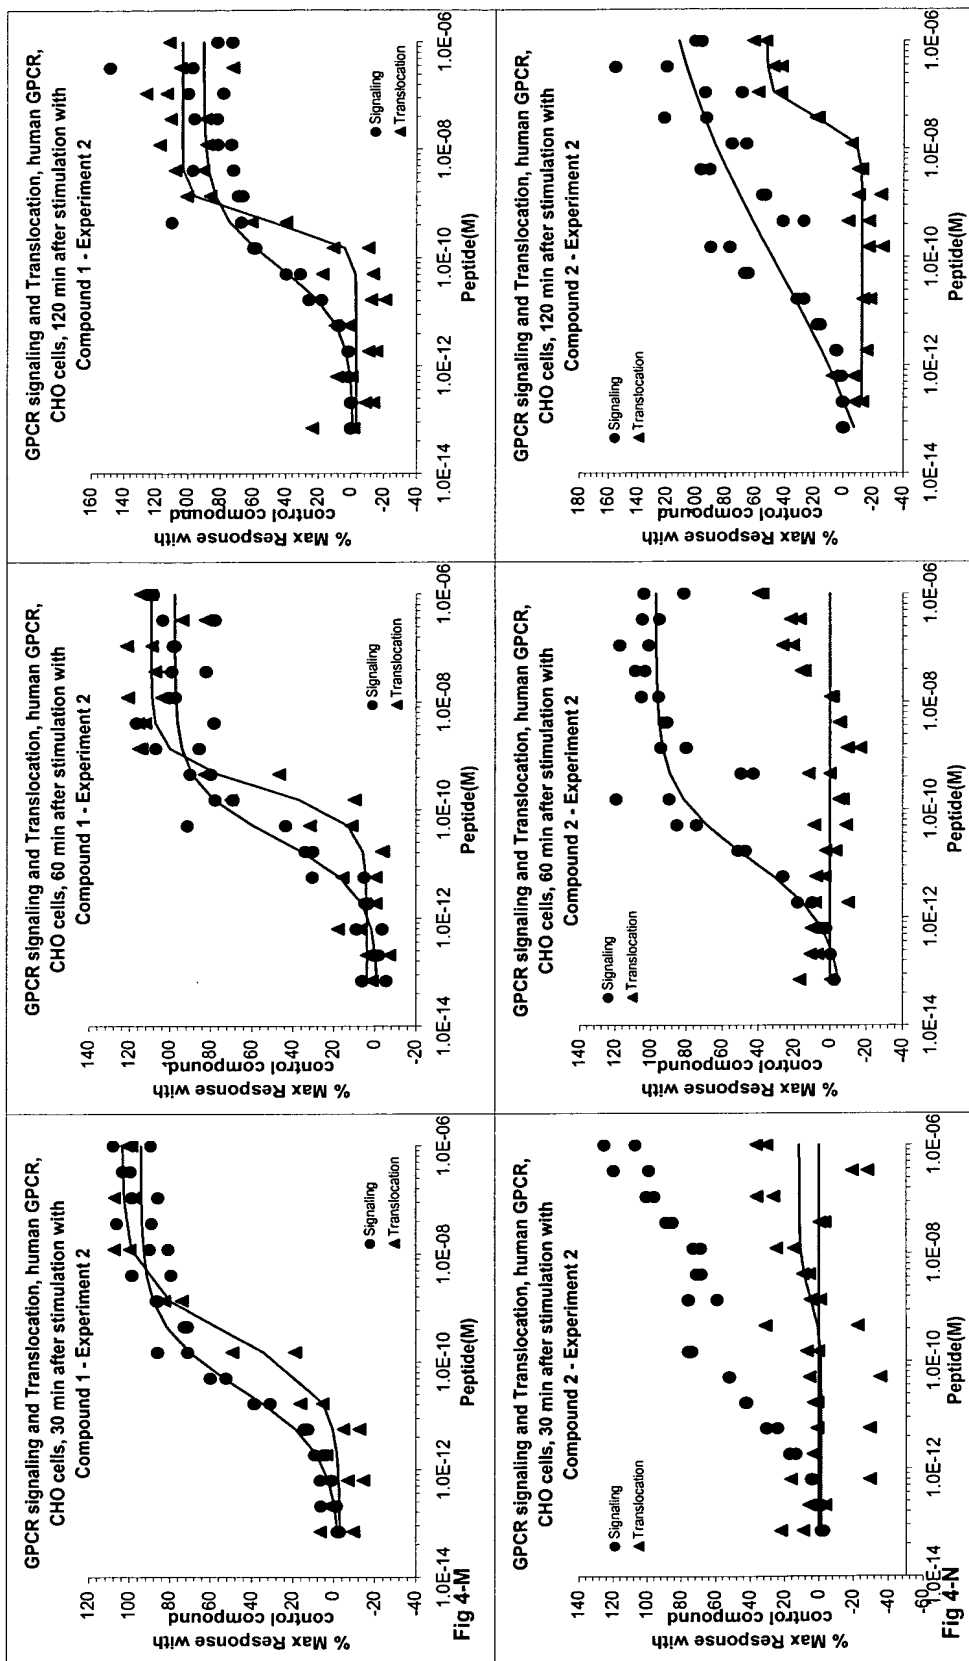 GPCR signaling and Translocation, human GPCR,
CHO cells, 30 min after stimulation with
Compound 1 - Experiment 2
% Max Response with
control compound
120
100
80
60
40
20
0
-20
-40
1.0E-14
1.0E-12
1.0E-10
1.0E-08
1.0E-06
Peptide(M)
Signaling
Translocation
Fig 4-M
GPCR signaling and Translocation, human GPCR,
CHO cells, 60 min after stimulation with
Compound 1 - Experiment 2
% Max Response with
control compound
140
120
100
80
60
40
20
0
-20
1.0E-14
1.0E-12
1.0E-10
1.0E-08
1.0E-06
Peptide(M)
Signaling
Translocation
GPCR signaling and Translocation, human GPCR,
CHO cells, 120 min after stimulation with
Compound 1 - Experiment 2
% Max Response with
control compound
160
140
120
100
80
60
40
20
0
-20
-40
1.0E-14
1.0E-12
1.0E-10
1.0E-08
1.0E-06
Peptide(M)
Signaling
Translocation
GPCR signaling and Translocation, human GPCR,
CHO cells, 30 min after stimulation with
Compound 2 - Experiment 2
Signaling
Translocation
% Max Response with
control compound
140
120
100
80
60
40
20
0
-20
-40
1.0E-14
1.0E-12
1.0E-10
1.0E-08
1.0E-06
Peptide(M)
Fig 4-N
GPCR signaling and Translocation, human GPCR,
CHO cells, 60 min after stimulation with
Compound 2 - Experiment 2
Signaling
Translocation
% Max Response with
control compound
140
120
100
80
60
40
20
0
-20
-40
1.0E-14
1.0E-12
1.0E-10
1.0E-08
1.0E-06
Peptide(M)
GPCR signaling and Translocation, human GPCR,
CHO cells, 120 min after stimulation with
Compound 2 - Experiment 2
Signaling
Translocation
% Max Response with
control compound
180
160
140
120
100
80
60
40
20
0
-20
-40
1.0E-14
1.0E-12
1.0E-10
1.0E-08
1.0E-06
Peptide(M)